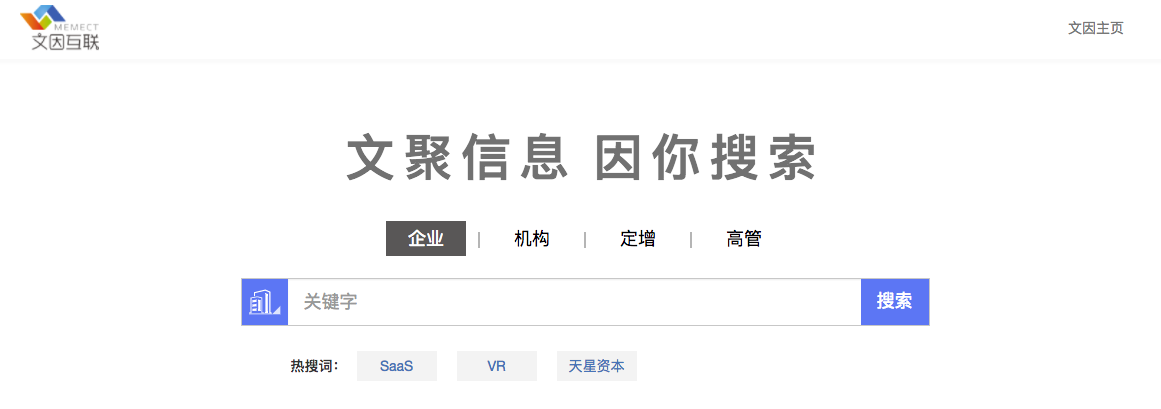 MEMECT
文因互联
文因主页
文聚信息 因你搜索
企业 | 机构 | 定增 | 高管
关键字 搜索
热搜词： SaaS VR 天星资本